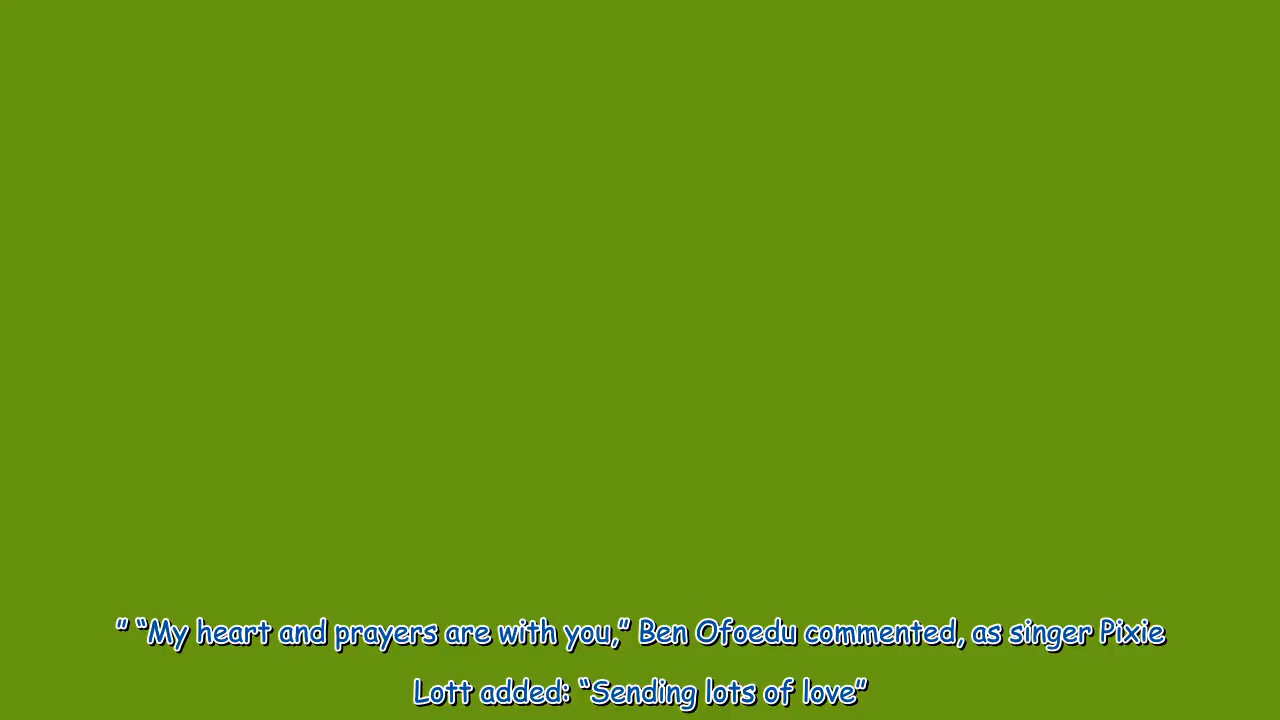 ” “My heart and prayers are with you,” Ben Ofoedu commented, as singer Pixie
Lott added: “Sending lots of love”